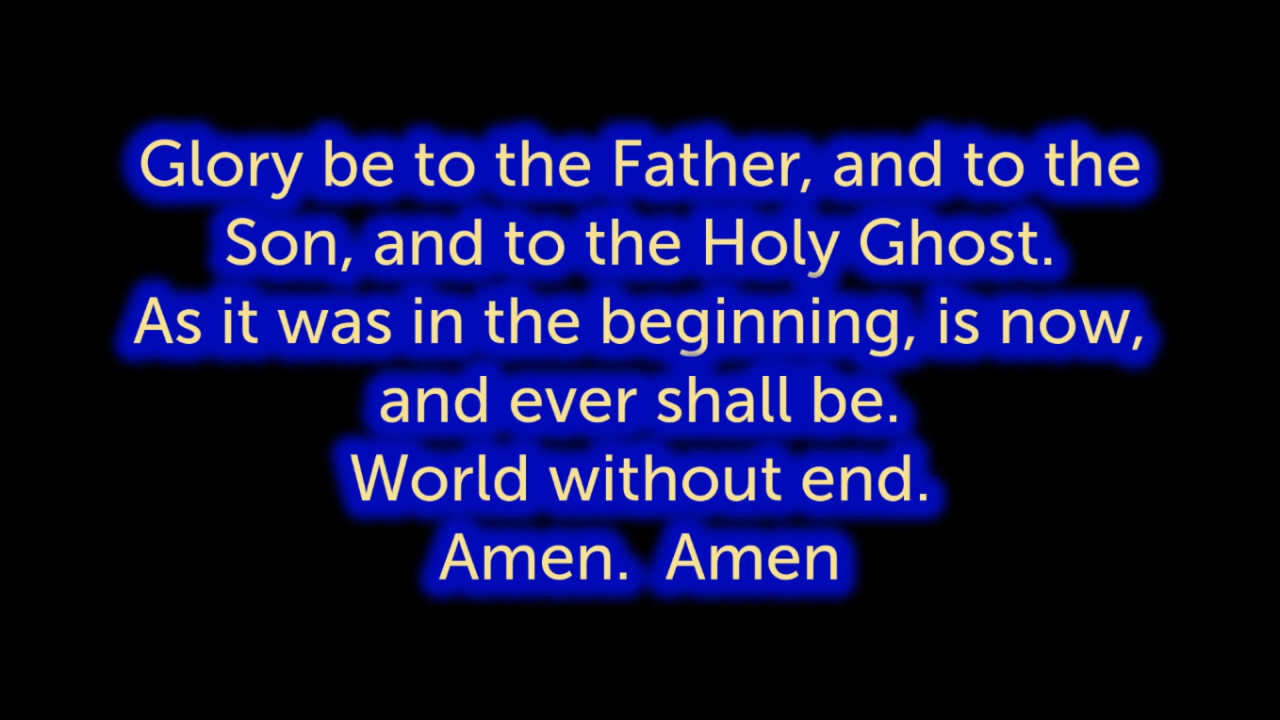 Glory be to the Father, and to the
Son, and to the Holy Ghost.
As it was in the beginning, is now,
and ever shall be.
World without end.
Amen.  Amen